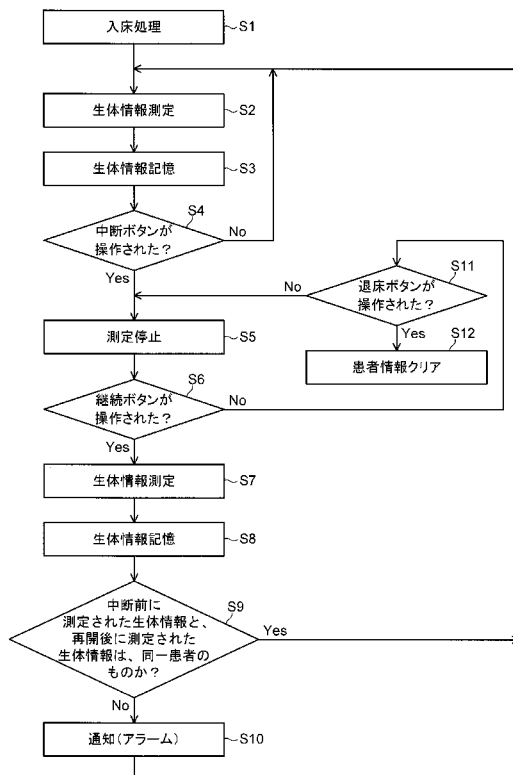 入床処理
S1
生体情報測定
S2
生体情報記憶
S3
S4
中断ボタンが
操作された?
No
Yes
S11
退床ボタンが
操作された?
No
Yes
S12
患者情報クリア
測定停止
S5
S6
継続ボタンが
操作された?
No
Yes
生体情報測定
S7
生体情報記憶
S8
S9
中断前に
測定された生体情報と、
再開後に測定された
生体情報は、同一患者の
ものか?
Yes
No
通知(アラーム)
S10